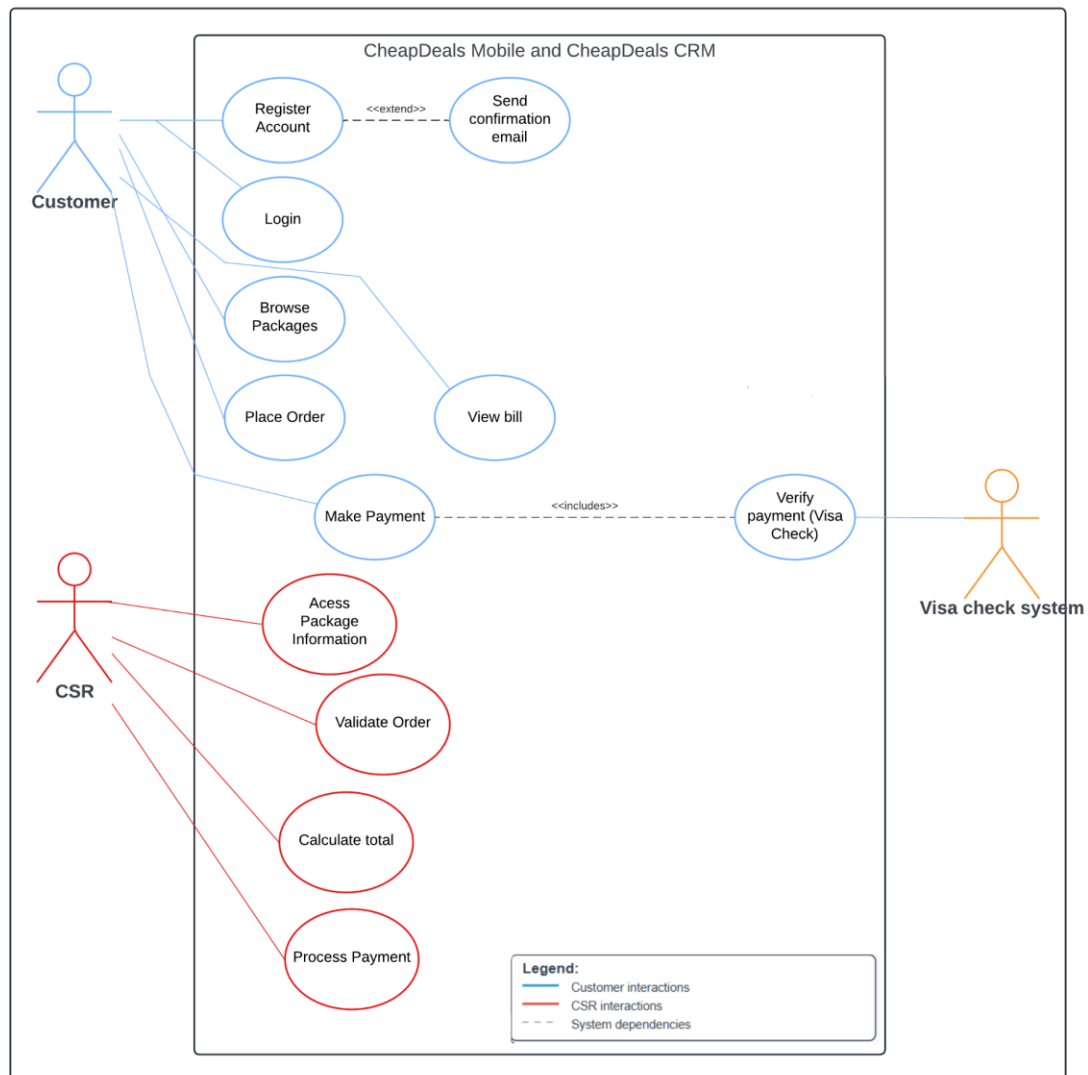 CheapDeals Mobile and CheapDeals CRM
Register
Account
<<extend>>
Send
confirmation
email
Customer
Login
Browse
Packages
Place Order
View bill
Make Payment
<<includes>>
Verify
payment (Visa
Check)
Visa check system
Acess
Package
Information
CSR
Validate Order
Calculate total
Process Payment
Legend:
Customer interactions
CSR interactions
System dependencies